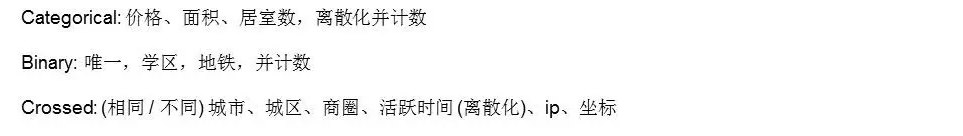 Categorical: 价格、面积、居室数，离散化并计数
Binary: 唯一，学区，地铁，并计数
Crossed: (相同 / 不同) 城市、城区、商圈、活跃时间 (离散化)、ip、坐标